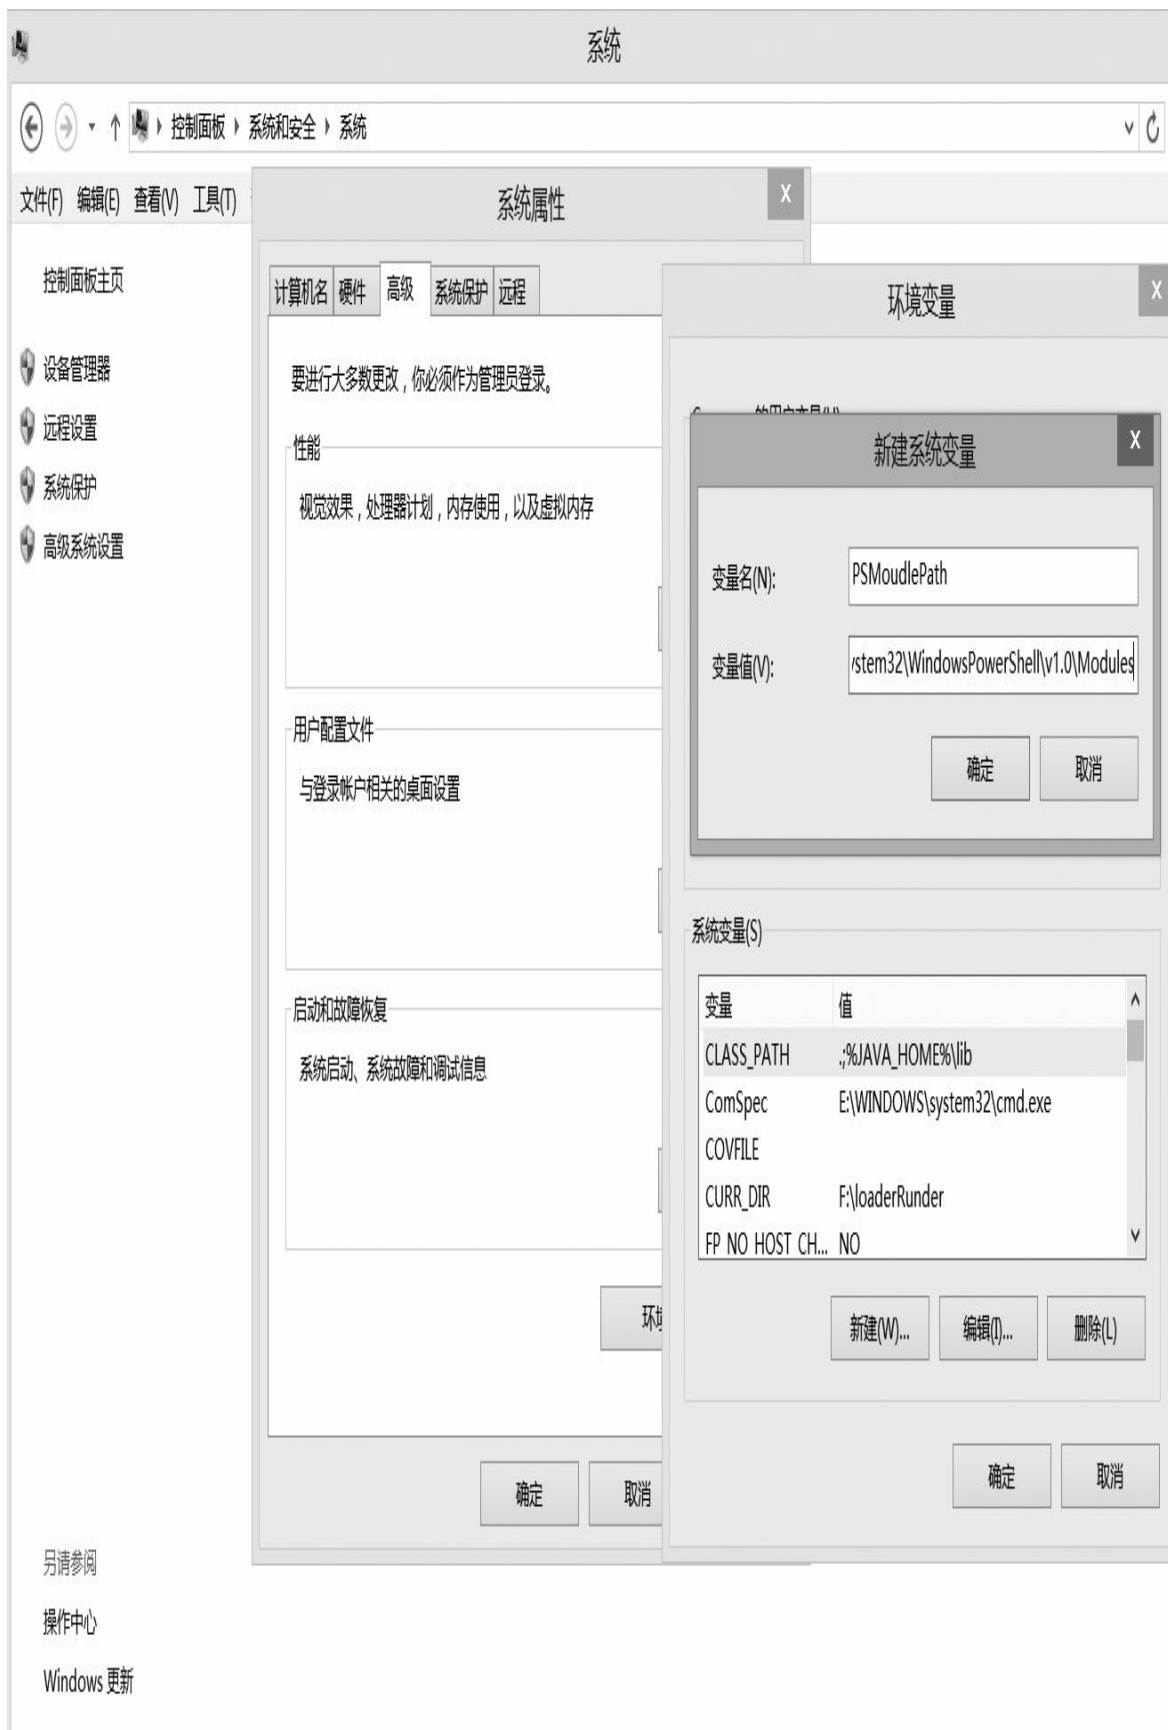 系统
控制面板 系统和安全 系统
文件(F) 编辑(E) 查看(V) 工具(T)
控制面板主页
设备管理器
远程设置
系统保护
高级系统设置
另请参阅
操作中心
Windows 更新
系统属性
X
计算机名 硬件 高级 系统保护 远程
要进行大多数更改，你必须作为管理员登录。
性能
视觉效果，处理器计划，内存使用，以及虚拟内存
用户配置文件
与登录帐户相关的桌面设置
启动和故障恢复
系统启动、系统故障和调试信息
环境
确定 取消
环境变量
X
的用户变量(U)
新建系统变量
X
变量名(N): PSMoudlePath
变量值(V): ystem32\WindowsPowerShell\v1.0\Modules
确定 取消
系统变量(S)
变量 值
CLASS_PATH .;%JAVA_HOME%\lib
ComSpec E:\WINDOWS\system32\cmd.exe
COVFILE
CURR_DIR F:\loaderRunder
FP_NO_HOST_CH... NO
新建(W)... 编辑(I)... 删除(L)
确定 取消